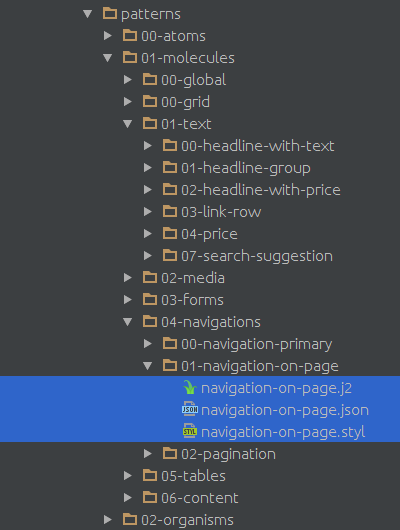 patterns
00-atoms
01-molecules
00-global
00-grid
01-text
00-headline-with-text
01-headline-group
02-headline-with-price
03-link-row
04-price
07-search-suggestion
02-media
03-forms
04-navigations
00-navigation-primary
01-navigation-on-page
navigation-on-page.j2
JSON navigation-on-page.json
STYL navigation-on-page.styl
02-pagination
05-tables
06-content
02-organisms